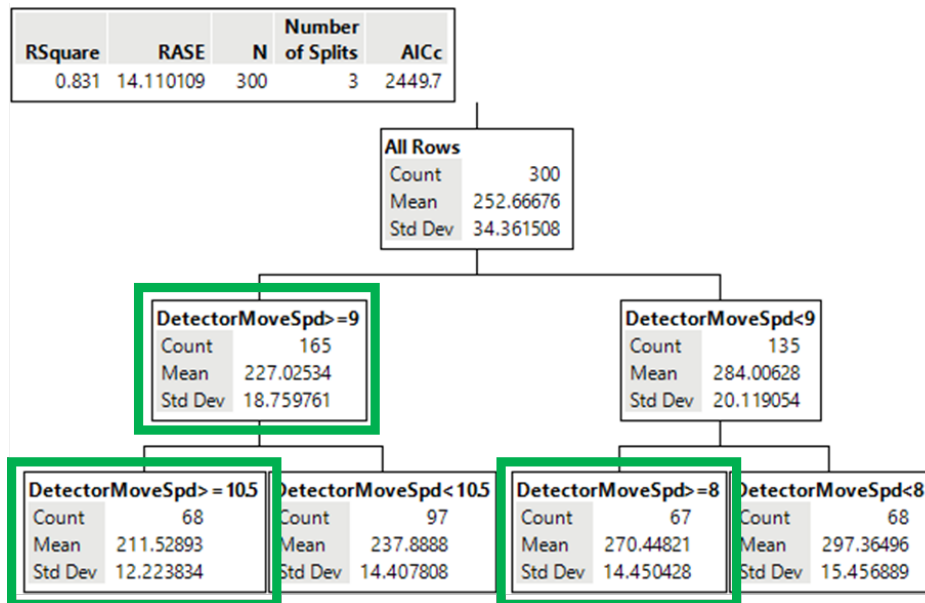 RSquare RASE N Number of Splits AICc
0.831 14.110109 300 3 2449.7
All Rows
Count 300
Mean 252.66676
Std Dev 34.361508
DetectorMoveSpd>=9
Count 165
Mean 227.02534
Std Dev 18.759761
DetectorMoveSpd<9
Count 135
Mean 284.00628
Std Dev 20.119054
DetectorMoveSpd>=10.5
Count 68
Mean 211.52893
Std Dev 12.223834
DetectorMoveSpd<10.5
Count 97
Mean 237.8888
Std Dev 14.407808
DetectorMoveSpd>=8
Count 67
Mean 270.44821
Std Dev 14.450428
DetectorMoveSpd<8
Count 68
Mean 297.36496
Std Dev 15.456889